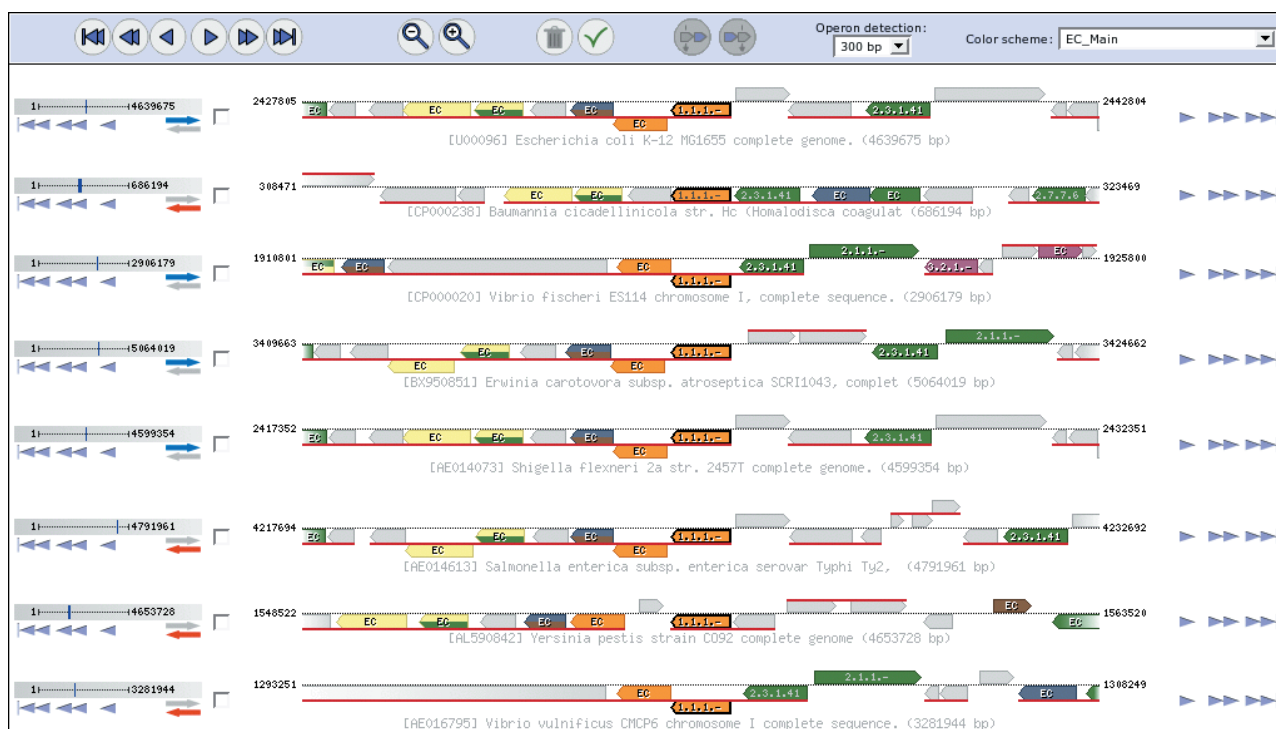 Operon detection:
300 bp
Color scheme: EC_Main
1 4639675 2427805 EC EC EC EC EC 1.1.1.- 2.3.1.41 2442804
[U00096] Escherichia coli K-12 MG1655 complete genome. (4639675 bp)
1 686194 308471 EC EC 1.1.1.- 2.3.1.41 EC EC 2.7.7.6 323469
[CP000238] Baumannia cicadellinicola str. Hc (Homalodisca coagulat (686194 bp)
1 2906179 1910801 EC EC EC 1.1.1.- 2.3.1.41 2.1.1.- 3.2.1.- EC 1925800
[CP000020] Vibrio fischeri ES114 chromosome I, complete sequence. (2906179 bp)
1 5064019 3409663 EC EC EC EC 1.1.1.- 2.3.1.41 2.1.1.- 3424662
[BX950851] Erwinia carotovora subsp. atroseptica SCRI1043, complet (5064019 bp)
1 4599354 2417352 EC EC EC EC EC 1.1.1.- 2.3.1.41 2432351
[AE014073] Shigella flexneri 2a str. 2457T complete genome. (4599354 bp)
1 4791961 4217694 EC EC EC EC EC 1.1.1.- 2.3.1.41 4232692
[AE014613] Salmonella enterica subsp. enterica serovar Typhi Ty2, (4791961 bp)
1 4653728 1548522 EC EC EC EC 1.1.1.- EC EC 1563520
[AL590842] Yersinia pestis strain CO92 complete genome (4653728 bp)
1 3281944 1293251 EC 1.1.1.- 2.3.1.41 2.1.1.- EC 1308249
[AE016795] Vibrio vulnificus CMCP6 chromosome I complete sequence. (3281944 bp)